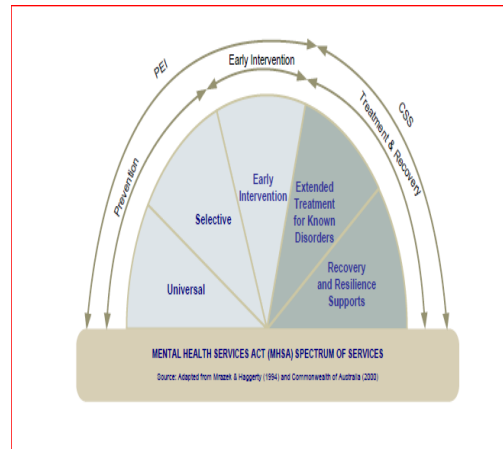 PEI
Early Intervention
CSS
Prevention
Treatment & Recovery
Early
Intervention
Extended
Treatment
for Known
Disorders
Selective
Universal
Recovery
and Resilience
Supports
MENTAL HEALTH SERVICES ACT (MHSA) SPECTRUM OF SERVICES
Source: Adapted from Mrazek & Haggerty (1994) and Commonwealth of Australia (2000)